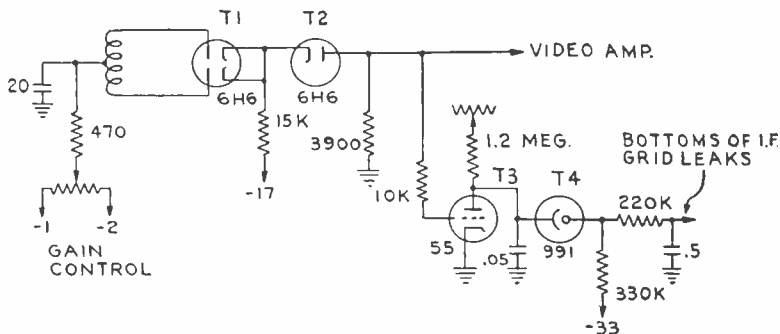 T1
T2
VIDEO AMP.
20
6H6
6H6
470
15K
3900
1.2 MEG.
BOTTOMS OF I.F.
GRID LEAKS
-17
10K
T3
T4
220K
-1
-2
GAIN
CONTROL
55
.05
991
.5
330K
-33